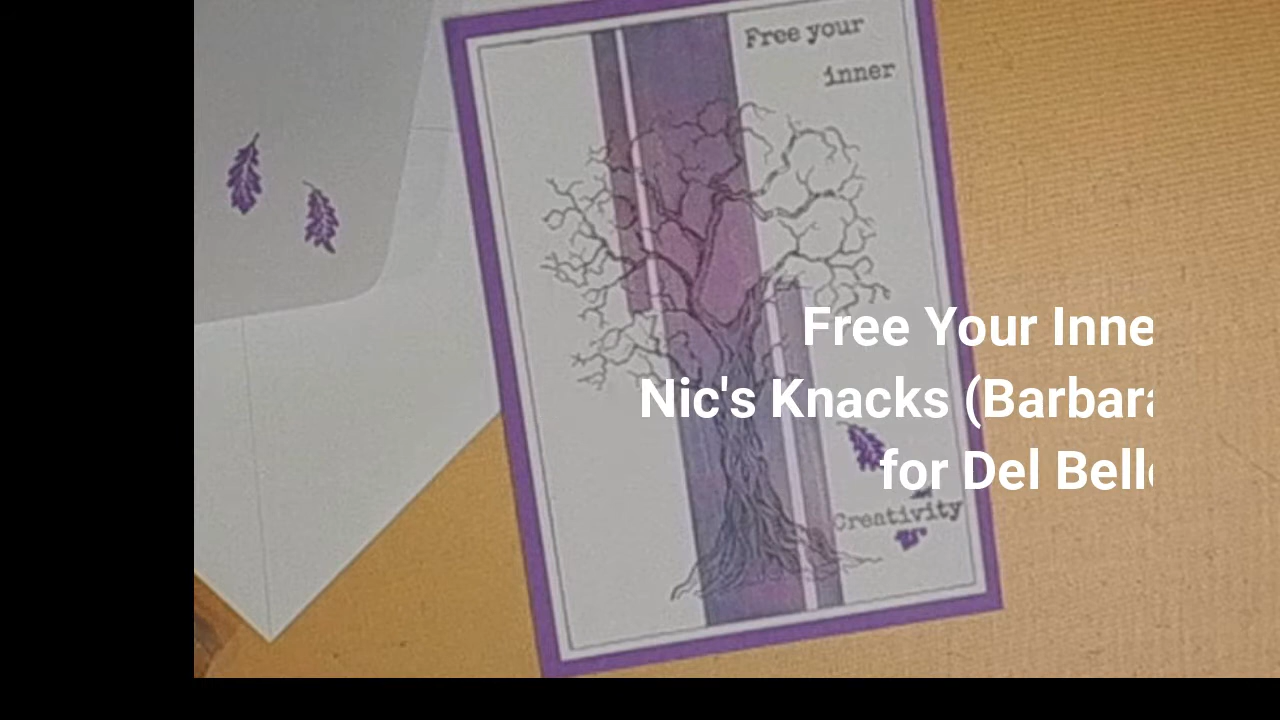 Free your
inner
Free Your Inne
Nic's Knacks (Barbara
for Del Bell
Creativity